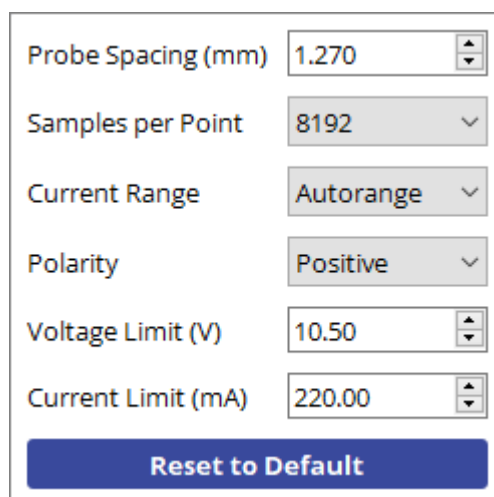 Probe Spacing (mm) 1.270
Samples per Point 8192
Current Range Autorange
Polarity Positive
Voltage Limit (V) 10.50
Current Limit (mA) 220.00
Reset to Default